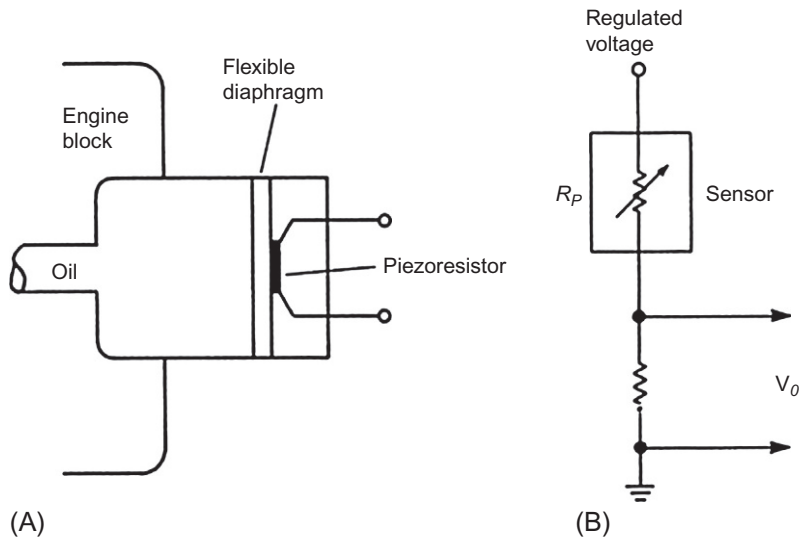 Flexible
diaphragm
Engine
block
Oil
Piezoresistor
(A)
Regulated
voltage
R_P
Sensor
V_0
(B)